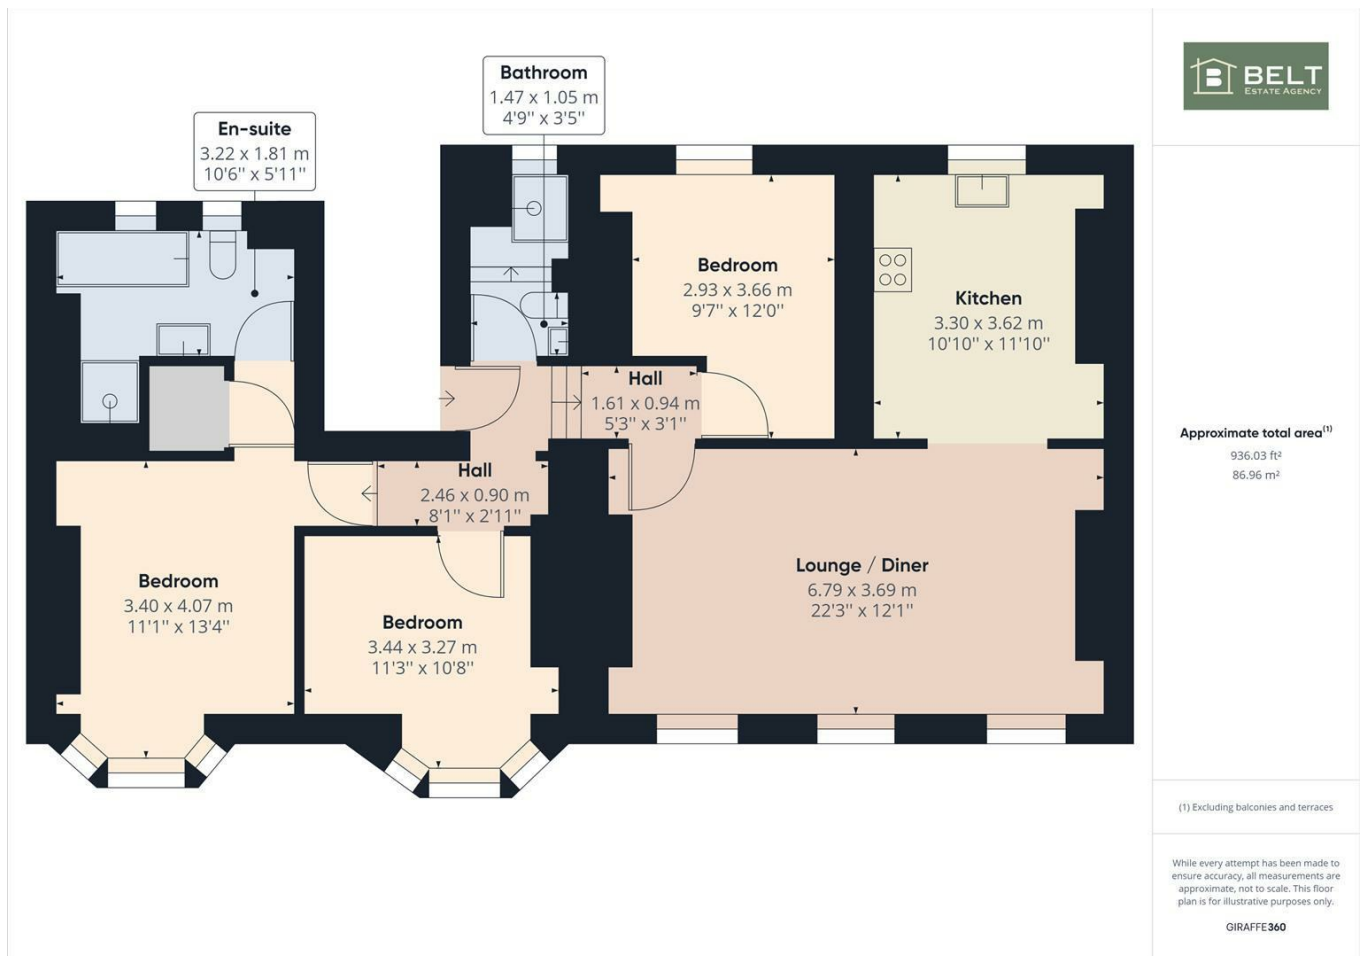 En-suite
3.22 x 1.81 m
10'6'' x 5'11''
Bathroom
1.47 x 1.05 m
4'9'' x 3'5''
Bedroom
2.93 x 3.66 m
9'7'' x 12'0''
Kitchen
3.30 x 3.62 m
10'10'' x 11'10''
Hall
1.61 x 0.94 m
5'3'' x 3'1''
Hall
2.46 x 0.90 m
8'1'' x 2'11''
Bedroom
3.40 x 4.07 m
11'1'' x 13'4''
Bedroom
3.44 x 3.27 m
11'3'' x 10'8''
Lounge / Diner
6.79 x 3.69 m
22'3'' x 12'1''
B BELT
ESTATE AGENCY
Approximate total area(1)
936.03 ft²
86.96 m²
(1) Excluding balconies and terraces
While every attempt has been made to
ensure accuracy, all measurements are
approximate, not to scale. This floor
plan is for illustrative purposes only.
GIRAFFE360